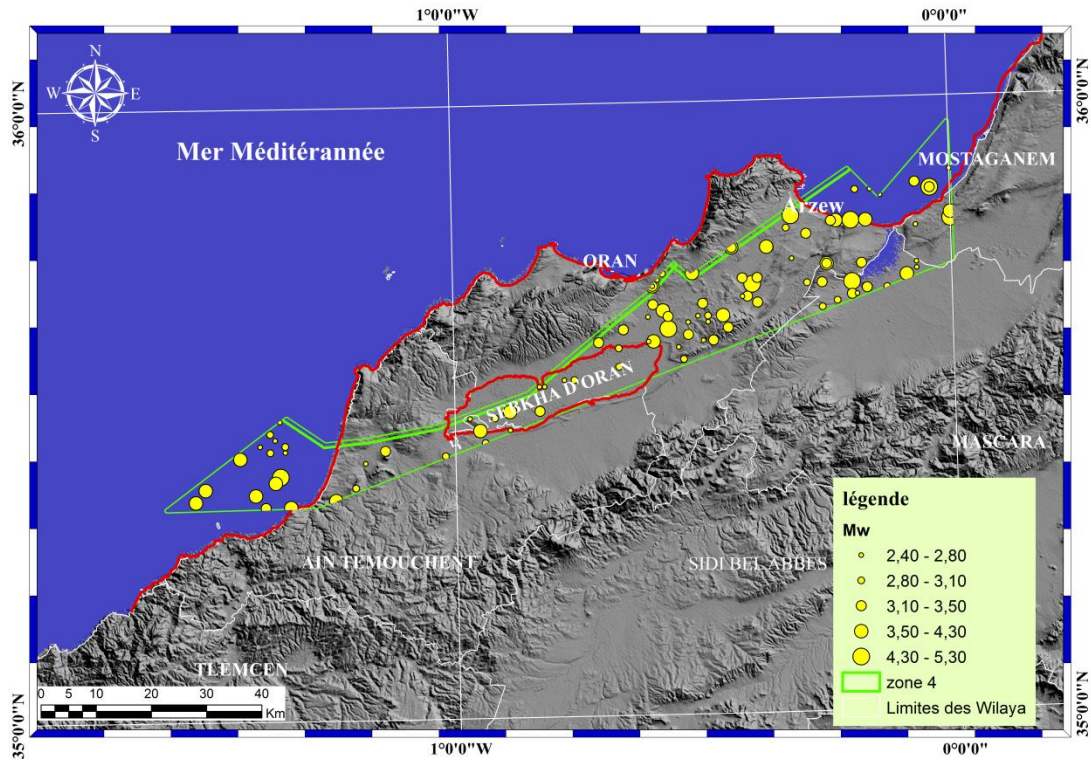 1°0'0"W
0°0'0"
N
W
E
S
36°0'0"N
36°0'0"N
Mer Méditérannée
MOSTAGANEM
Arzew
ORAN
SEBKHA D'ORAN
MASCARA
AIN TEMOUCHENT
SIDI BEL ABBES
TLEMCEN
légende
Mw
2,40 - 2,80
2,80 - 3,10
3,10 - 3,50
3,50 - 4,30
4,30 - 5,30
zone 4
Limites des Wilaya
0 5 10 20 30 40
Km
35°0'0"N
35°0'0"N
1°0'0"W
0°0'0"